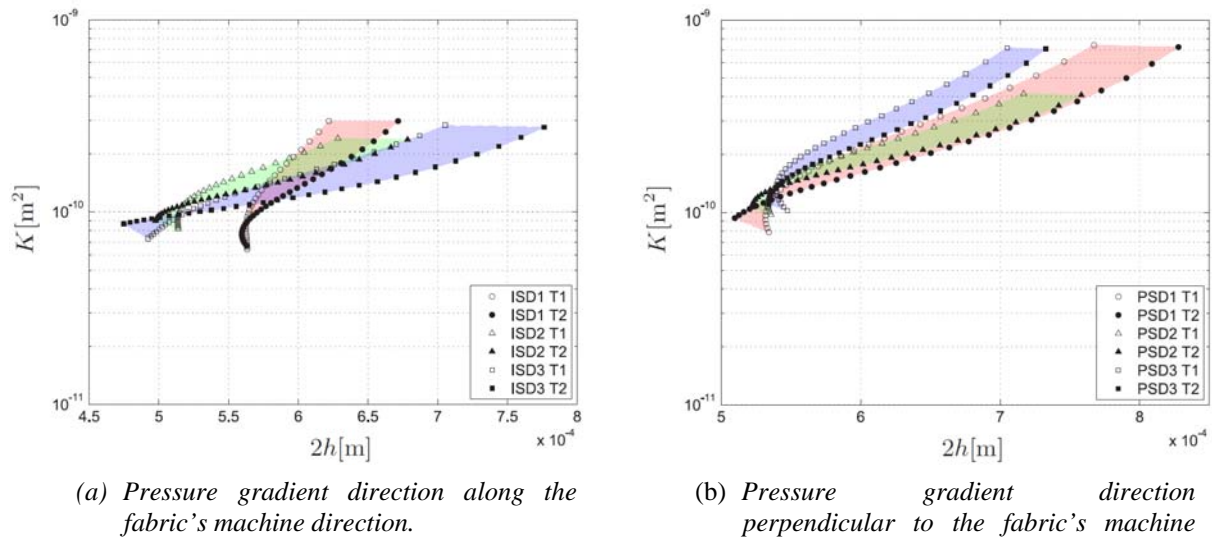 10⁻⁹
10⁻¹⁰
10⁻¹¹
K[m²]
4.5 5 5.5 6 6.5 7 7.5 8
x 10⁻⁴
2h[m]
ISD1 T1
ISD1 T2
ISD2 T1
ISD2 T2
ISD3 T1
ISD3 T2
(a) Pressure gradient direction along the
fabric's machine direction.
10⁻⁹
10⁻¹⁰
10⁻¹¹
K[m²]
5 6 7 8
x 10⁻⁴
2h[m]
PSD1 T1
PSD1 T2
PSD2 T1
PSD2 T2
PSD3 T1
PSD3 T2
(b) Pressure gradient direction
perpendicular to the fabric's machine